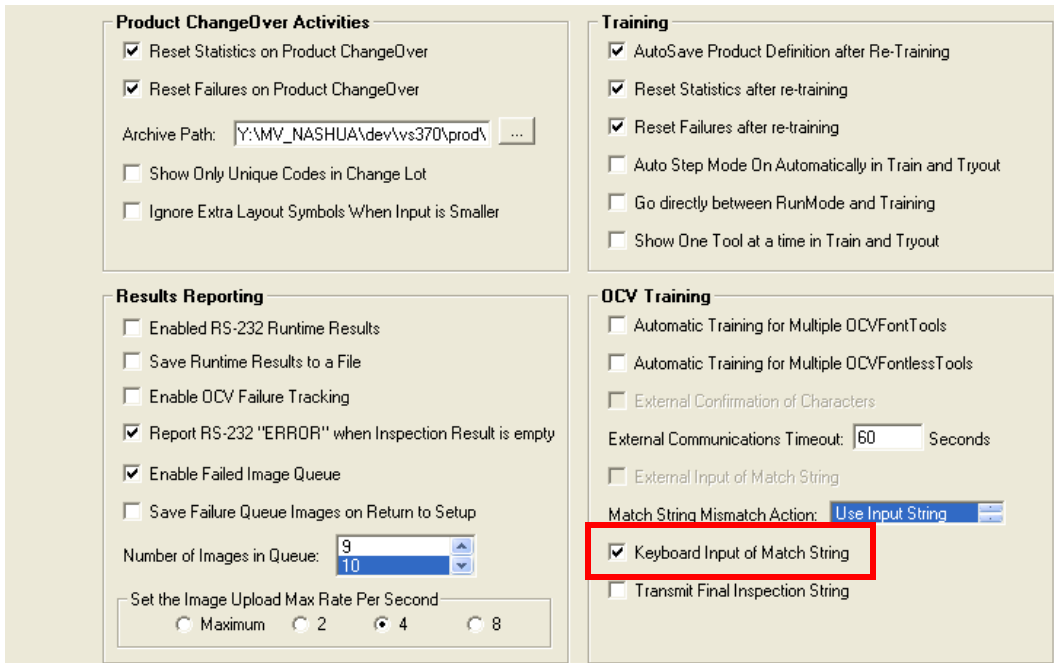 Product ChangeOver Activities
Reset Statistics on Product ChangeOver
Reset Failures on Product ChangeOver
Archive Path: Y:\MV_NASHUA\dev\vs370\prod\ ...
Show Only Unique Codes in Change Lot
Ignore Extra Layout Symbols When Input is Smaller
Training
AutoSave Product Definition after Re-Training
Reset Statistics after re-training
Reset Failures after re-training
Auto Step Mode On Automatically in Train and Tryout
Go directly between RunMode and Training
Show One Tool at a time in Train and Tryout
Results Reporting
Enabled RS-232 Runtime Results
Save Runtime Results to a File
Enable OCV Failure Tracking
Report RS-232 "ERROR" when Inspection Result is empty
Enable Failed Image Queue
Save Failure Queue Images on Return to Setup
Number of Images in Queue: 9
10
Set the Image Upload Max Rate Per Second
Maximum 2 4 8
OCV Training
Automatic Training for Multiple OCVFontTools
Automatic Training for Multiple OCVFontlessTools
External Confirmation of Characters
External Communications Timeout: 60 Seconds
External Input of Match String
Match String Mismatch Action: Use Input String
Keyboard Input of Match String
Transmit Final Inspection String